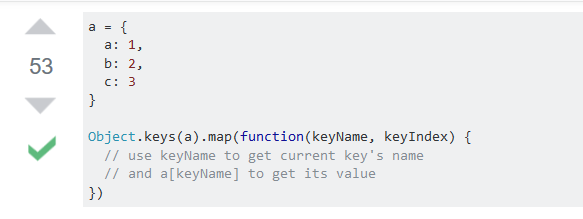 a = {
  a: 1,
  b: 2,
  c: 3
}
53
Object.keys(a).map(function(keyName, keyIndex) {
  // use keyName to get current key's name
  // and a[keyName] to get its value
})